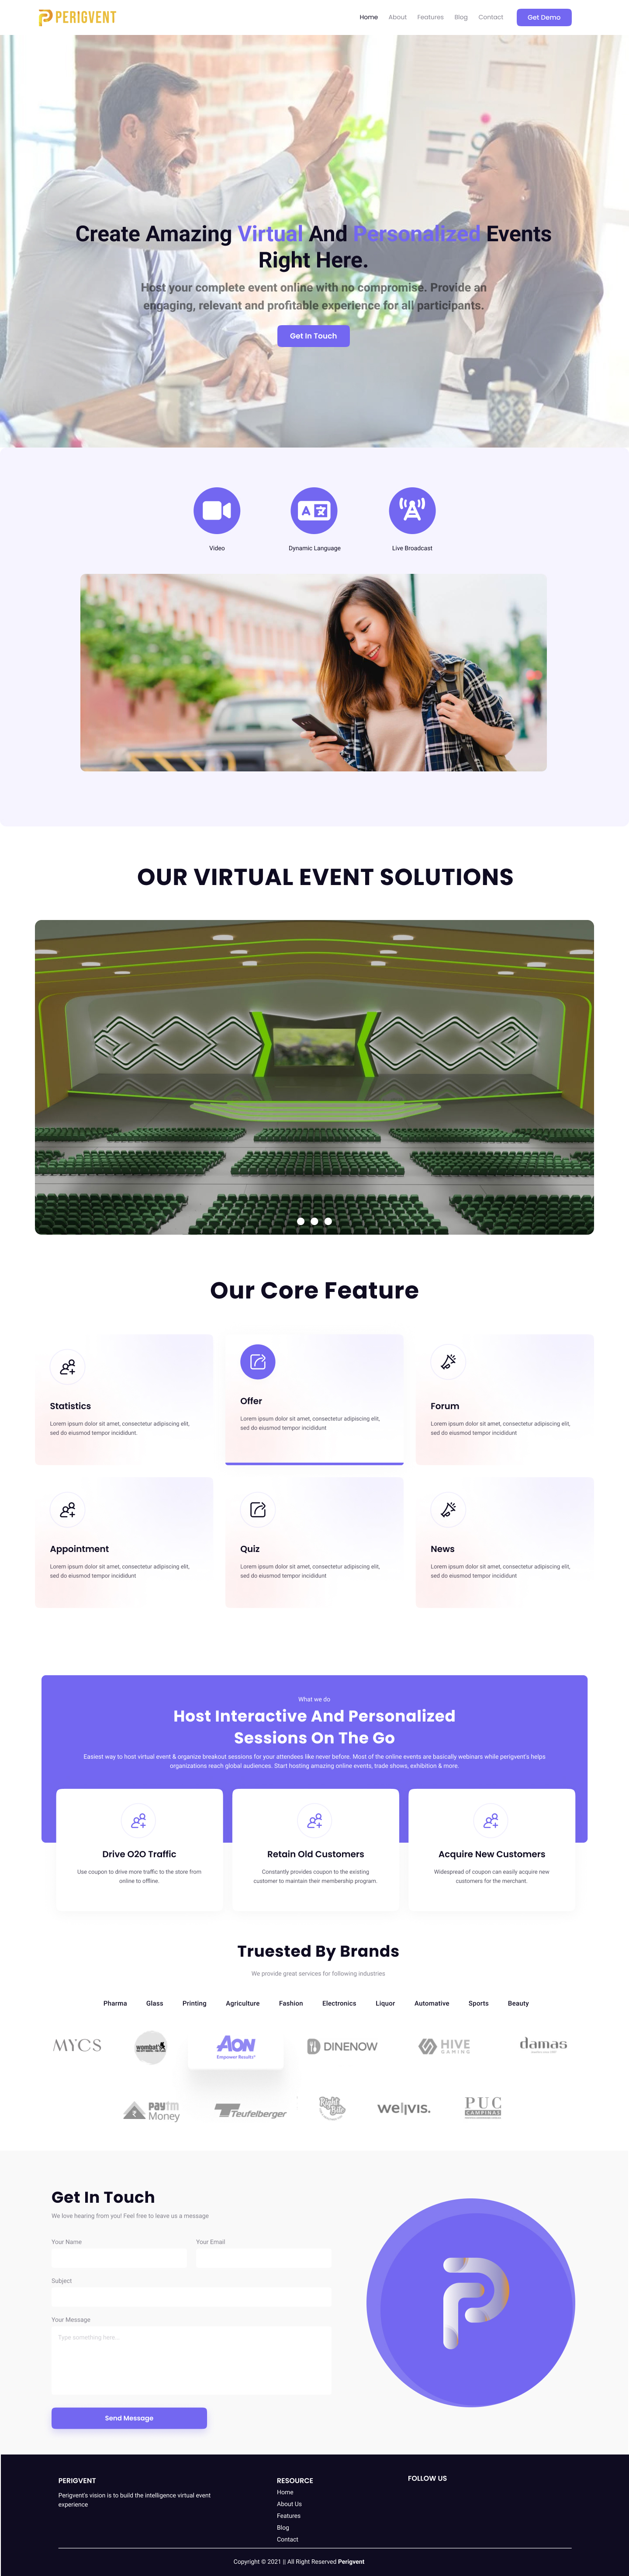 PERIGVENT
Home About Features Blog Contact Get Demo
Create Amazing Virtual And Personalized Events
Right Here.
Host your complete event online with no compromise. Provide an
engaging, relevant and profitable experience for all participants.
Get In Touch
Video Dynamic Language Live Broadcast
OUR VIRTUAL EVENT SOLUTIONS
Our Core Feature
Statistics
Lorem ipsum dolor sit amet, consectetur adipiscing elit,
sed do eiusmod tempor incididunt.
Offer
Lorem ipsum dolor sit amet, consectetur adipiscing elit,
sed do eiusmod tempor incididunt
Forum
Lorem ipsum dolor sit amet, consectetur adipiscing elit,
sed do eiusmod tempor incididunt
Appointment
Lorem ipsum dolor sit amet, consectetur adipiscing elit,
sed do eiusmod tempor incididunt
Quiz
Lorem ipsum dolor sit amet, consectetur adipiscing elit,
sed do eiusmod tempor incididunt
News
Lorem ipsum dolor sit amet, consectetur adipiscing elit,
sed do eiusmod tempor incididunt
What we do
Host Interactive And Personalized
Sessions On The Go
Easiest way to host virtual event & organize breakout sessions for your attendees like never before. Most of the online events are basically webinars while perigvent's helps
organizations reach global audiences. Start hosting amazing online events, trade shows, exhibition & more.
Drive O2O Traffic
Use coupon to drive more traffic to the store from
online to offline.
Retain Old Customers
Constantly provides coupon to the existing
customer to maintain their membership program.
Acquire New Customers
Widespread of coupon can easily acquire new
customers for the merchant.
Truested By Brands
We provide great services for following industries
Pharma Glass Printing Agriculture Fashion Electronics Liquor Automative Sports Beauty
MYCS
wombat's
AON
Empower Results®
DINENOW
HIVE
GAMING
damas
paytm
Money
Teufelberger
Right
Bite
we|vis.
PUC
CAMPINAS
Get In Touch
We love hearing from you! Feel free to leave us a message
Your Name Your Email
Subject
Your Message
Type something here...
Send Message
PERIGVENT
Perigvent's vision is to build the intelligence virtual event
experience
RESOURCE
Home
About Us
Features
Blog
Contact
FOLLOW US
Copyright © 2021 || All Right Reserved Perigvent